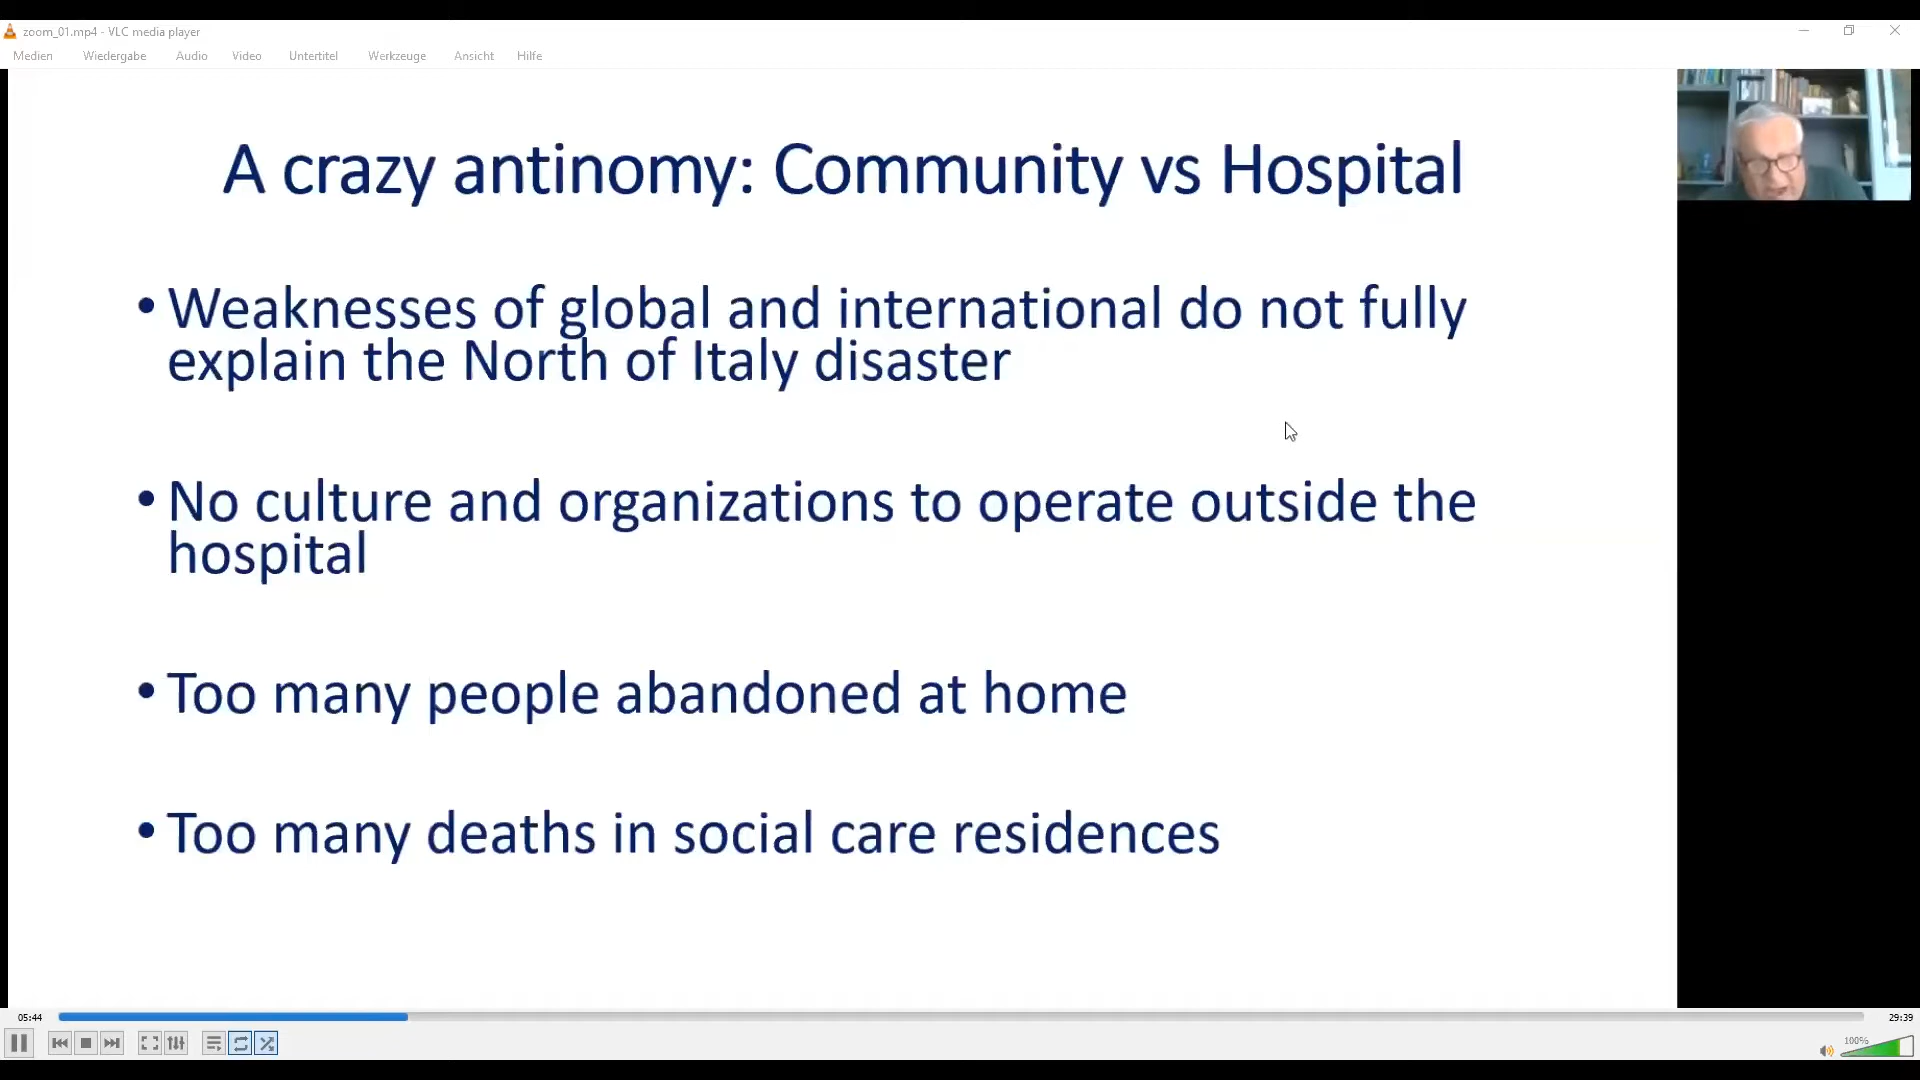 zoom_01.mp4 - VLC media player
Medien Wiedergabe Audio Video Untertitel Werkzeuge Ansicht Hilfe
A crazy antinomy: Community vs Hospital
• Weaknesses of global and international do not fully
explain the North of Italy disaster
• No culture and organizations to operate outside the
hospital
• Too many people abandoned at home
• Too many deaths in social care residences
05:44
29:39
100%